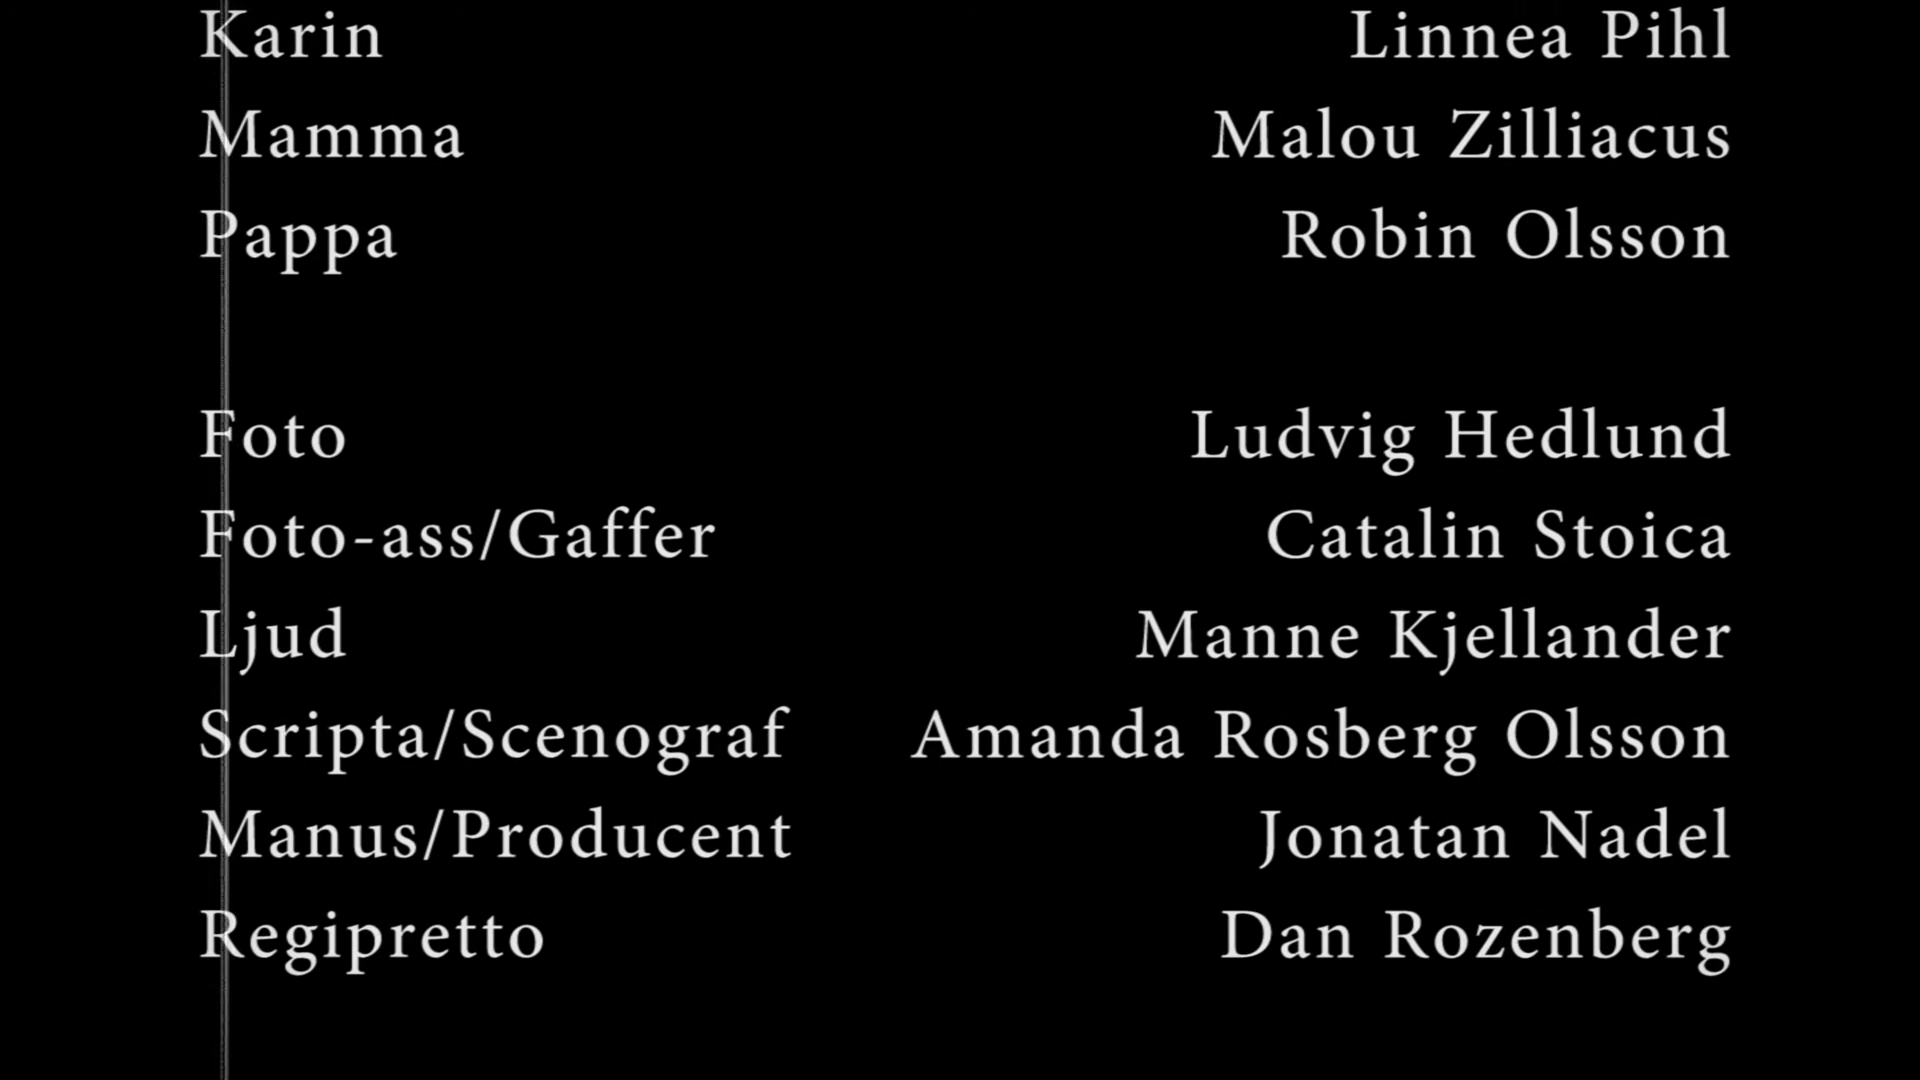 Karin Linnea Pihl
Mamma Malou Zilliacus
Pappa Robin Olsson
Foto Ludvig Hedlund
Foto-ass/Gaffer Catalin Stoica
Ljud Manne Kjellander
Scripta/Scenograf Amanda Rosberg Olsson
Manus/Producent Jonatan Nadel
Regipretto Dan Rozenberg